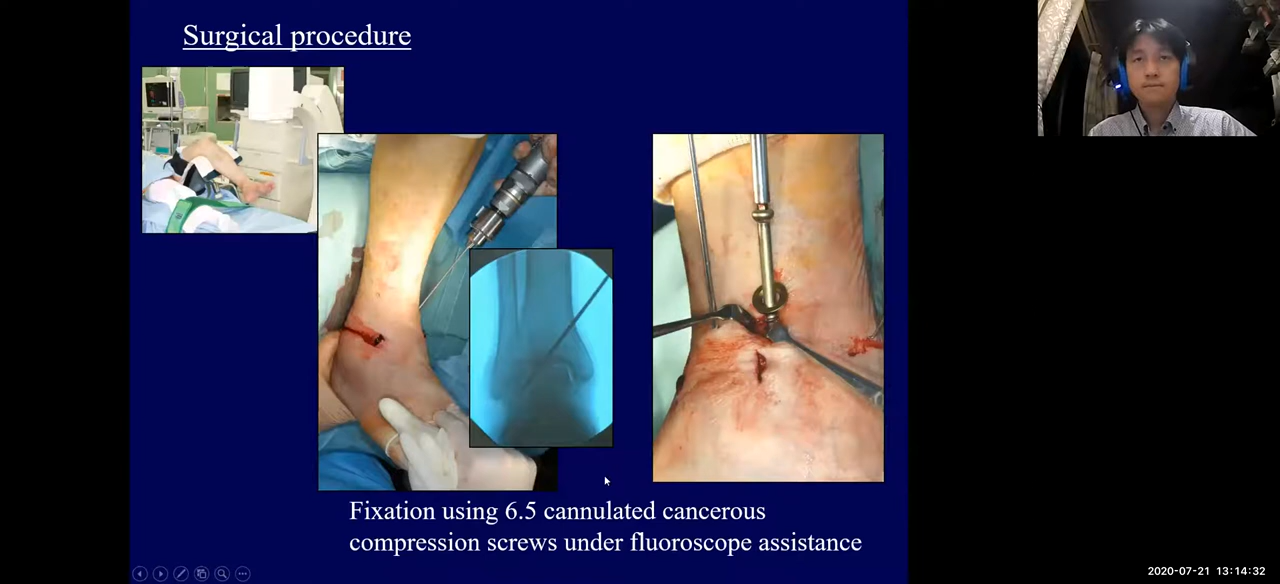 Surgical procedure
Fixation using 6.5 cannulated cancerous
compression screws under fluoroscope assistance
2020-07-21 13:14:32